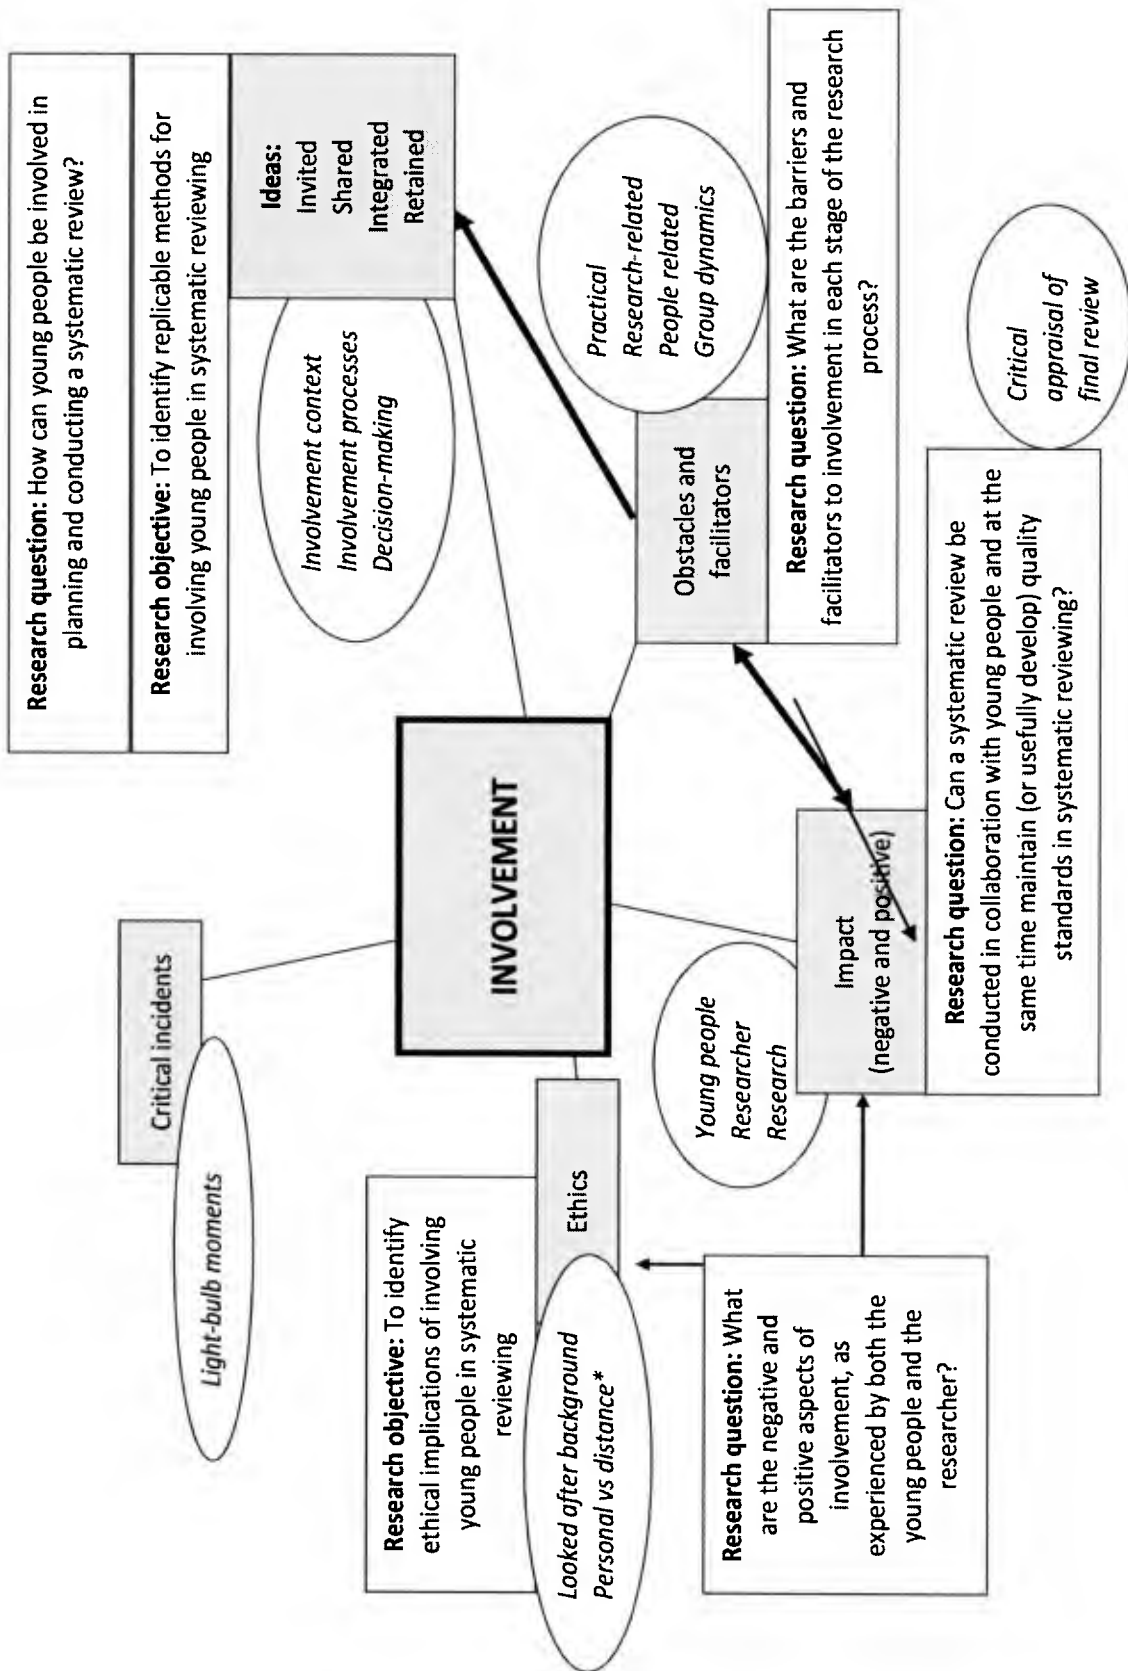 Critical incidents
Light-bulb moments
Research question: How can young people be involved in
planning and conducting a systematic review?
Research objective: To identify replicable methods for
involving young people in systematic reviewing
Ideas:
Invited
Shared
Integrated
Retained
Involvement context
Involvement processes
Decision-making
INVOLVEMENT
Research objective: To identify
ethical implications of involving
young people in systematic
reviewing
Ethics
Looked after background
Personal vs distance*
Practical
Research-related
People related
Group dynamics
Obstacles and
facilitators
Research question: What are the barriers and
facilitators to involvement in each stage of the research
process?
Young people
Researcher
Research
Impact
(negative and positive)
Research question: What
are the negative and
positive aspects of
involvement, as
experienced by both the
young people and the
researcher?
Research question: Can a systematic review be
conducted in collaboration with young people and at the
same time maintain (or usefully develop) quality
standards in systematic reviewing?
Critical
appraisal of
final review